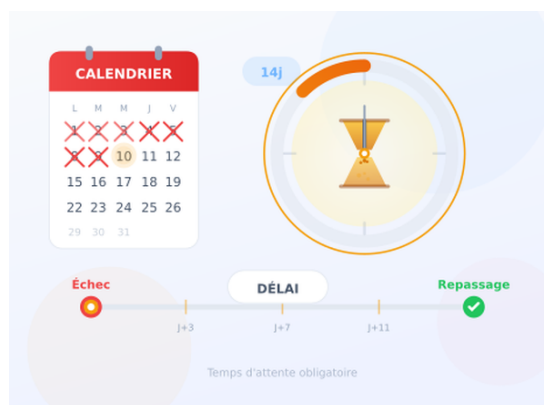 CALENDRIER
L M M J V
1 2 3 4 5
8 9 10 11 12
15 16 17 18 19
22 23 24 25 26
29 30 31
14j
Échec
DÉLAI
Repassage
J+3 J+7 J+11
Temps d'attente obligatoire